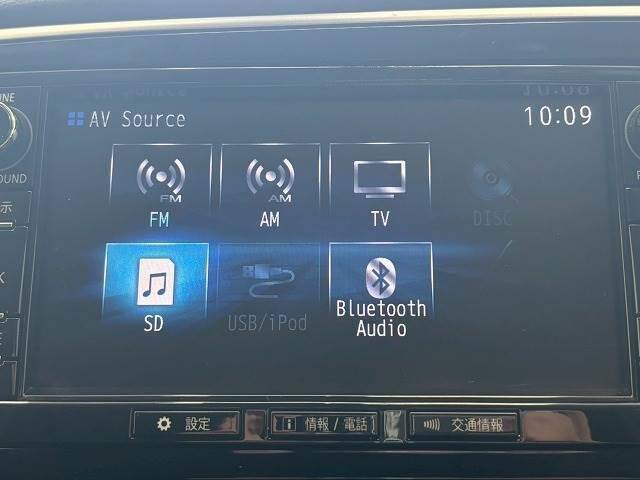 AV Source
10:09
FM
AM
TV
DISC
SD
USB/iPod
Bluetooth
Audio
設定
情報 / 電話
交通情報